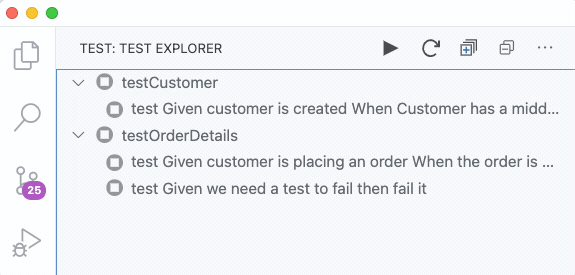 TEST: TEST EXPLORER
testCustomer
test Given customer is created When Customer has a midd...
testOrderDetails
test Given customer is placing an order When the order is ...
25
test Given we need a test to fail then fail it